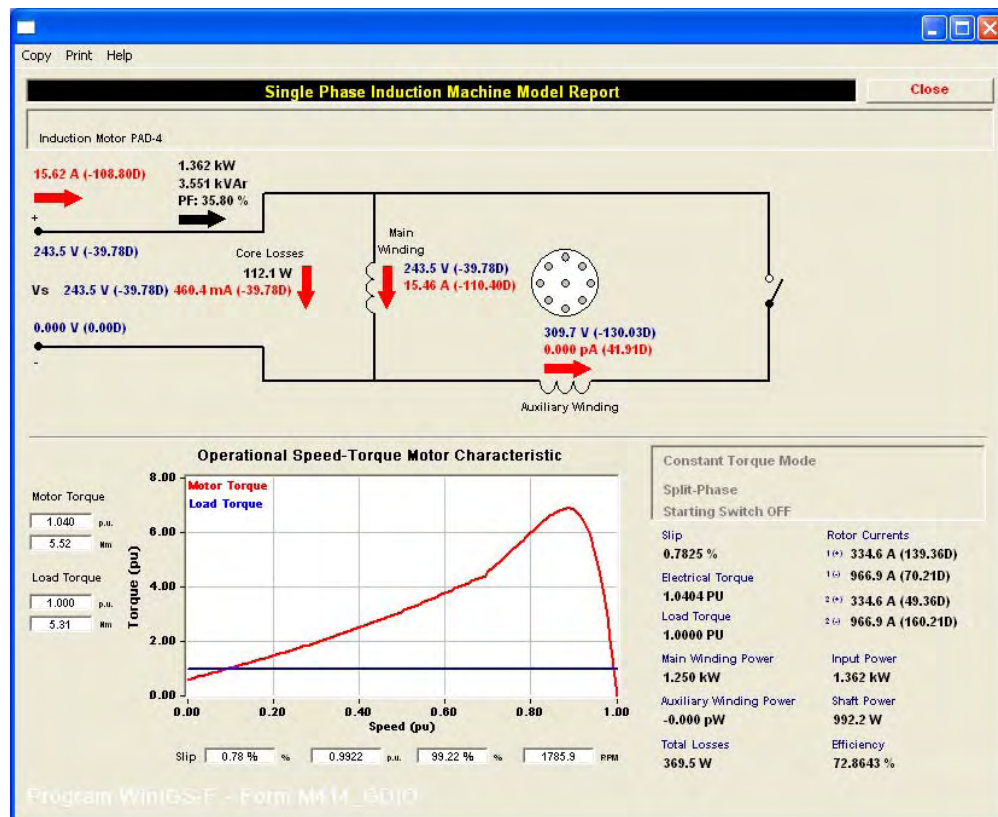 Copy Print Help
Single Phase Induction Machine Model Report
Close
Induction Motor PAD-4
15.62 A (-108.80D)
1.362 kW
3.551 kVAr
PF: 35.80 %
+
243.5 V (-39.78D)
Core Losses
112.1 W
Main
Winding
243.5 V (-39.78D)
15.46 A (-110.40D)
Vs 243.5 V (-39.78D) 460.4 mA (-39.78D)
0.000 V (0.00D)
-
309.7 V (-130.03D)
0.000 pA (41.91D)
Auxiliary Winding
Operational Speed-Torque Motor Characteristic
Motor Torque
1.040 p.u.
5.52 Nm
Load Torque
1.000 p.u.
5.31 Nm
Torque (pu)
8.00
6.00
4.00
2.00
0.00
Motor Torque
Load Torque
0.00 0.20 0.40 0.60 0.80 1.00
Speed (pu)
Slip 0.78 % % 0.9922 p.u. 99.22 % % 1785.9 RPM
Constant Torque Mode
Split-Phase
Starting Switch OFF
Slip
0.7825 %
Electrical Torque
1.0404 PU
Load Torque
1.0000 PU
Main Winding Power
1.250 kW
Auxiliary Winding Power
-0.000 pW
Total Losses
369.5 W
Rotor Currents
1 (+) 334.6 A (139.36D)
1 (-) 966.9 A (70.21D)
2 (+) 334.6 A (49.36D)
2 (-) 966.9 A (160.21D)
Input Power
1.362 kW
Shaft Power
992.2 W
Efficiency
72.8643 %
Program WinIGS-F - Form M414_GDIO